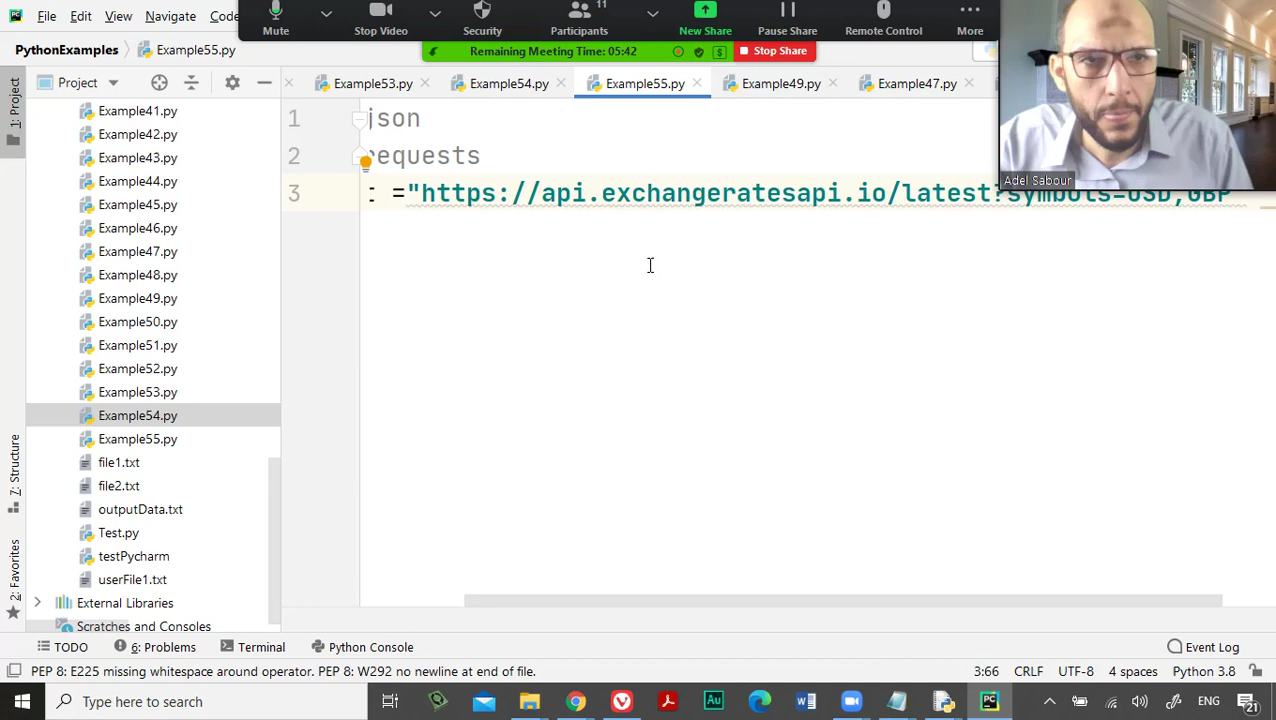 File Edit View Navigate Code
Mute Stop Video Security Participants 11 New Share Pause Share Remote Control More
Remaining Meeting Time: 05:42 Stop Share
PythonExamples Example55.py
Project
Example53.py Example54.py Example55.py Example49.py Example47.py
1: Project
Example41.py
Example42.py
Example43.py
Example44.py
Example45.py
Example46.py
Example47.py
Example48.py
Example49.py
Example50.py
Example51.py
Example52.py
Example53.py
Example54.py
Example55.py
file1.txt
file2.txt
outputData.txt
Test.py
testPycharm
userFile1.txt
External Libraries
Scratches and Consoles
7: Structure
2: Favorites
1 json
2 requests
3 ="https://api.exchangeratesapi.io/latest?symbols=USD,GBP
Adel Sabour
TODO 6: Problems Terminal Python Console Event Log
PEP 8: E225 missing whitespace around operator. PEP 8: W292 no newline at end of file. 3:66 CRLF UTF-8 4 spaces Python 3.8
Type here to search ENG 21